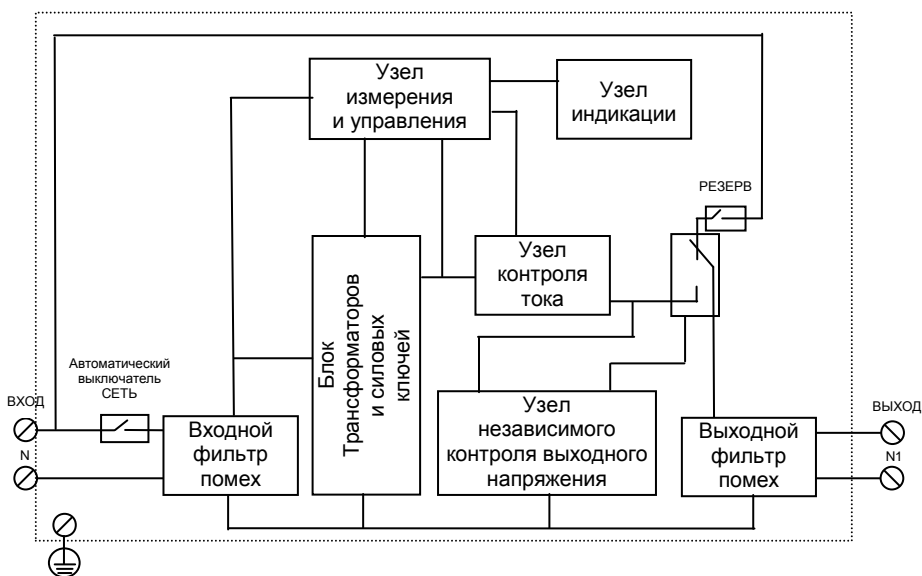 Узел
измерения
и управления
Узел
индикации
РЕЗЕРВ
Узел
контроля
тока
Блок
Трансформаторов
и силовых
ключей
Автоматический
выключатель
СЕТЬ
ВХОД
N
Входной
фильтр
помех
Узел
независимого
контроля выходного
напряжения
Выходной
фильтр
помех
ВЫХОД
N1